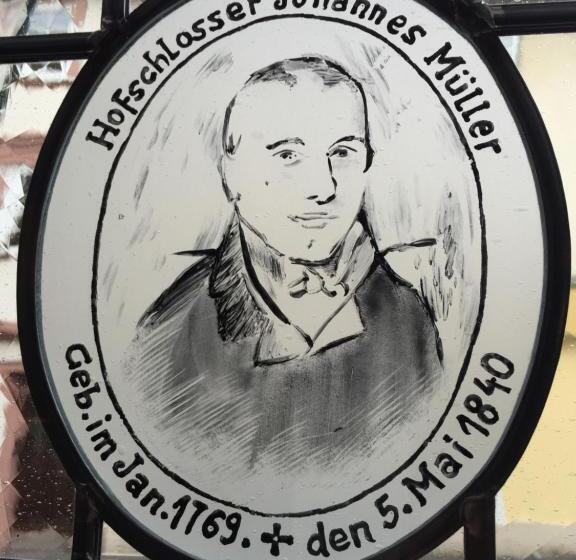 Hofschlosser Johannes Müller
Geb. im Jan. 1769. ✝ den 5. Mai 1840